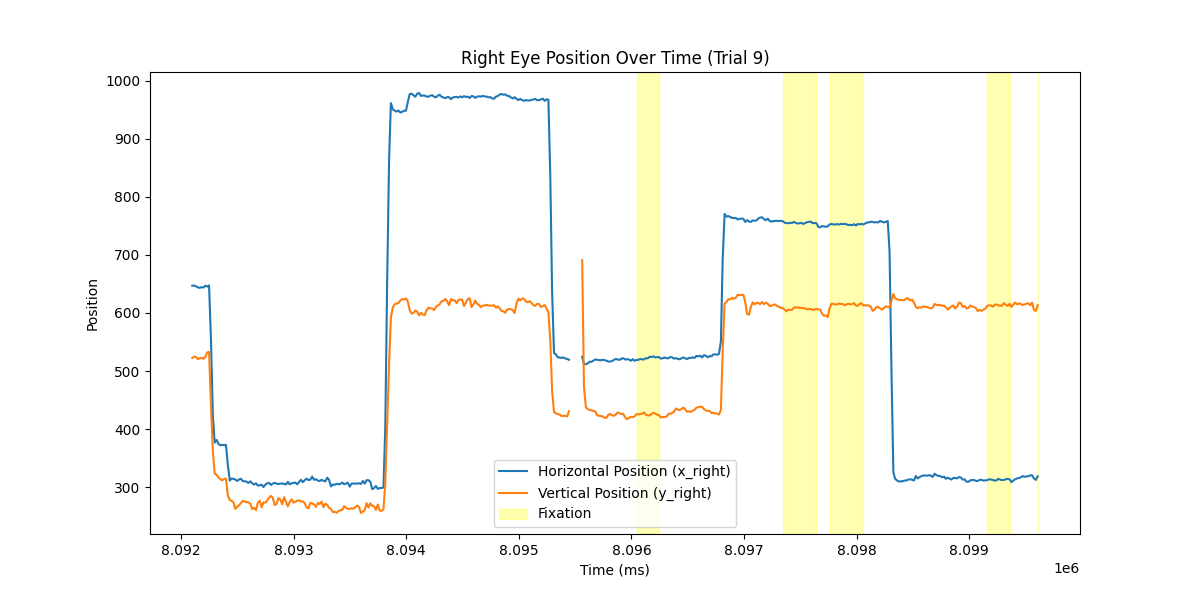 Right Eye Position Over Time (Trial 9)
1000
900
800
700
600
500
400
300
Position
Horizontal Position (x_right)
Vertical Position (y_right)
Fixation
8.092 8.093 8.094 8.095 8.096 8.097 8.098 8.099
Time (ms)
1e6